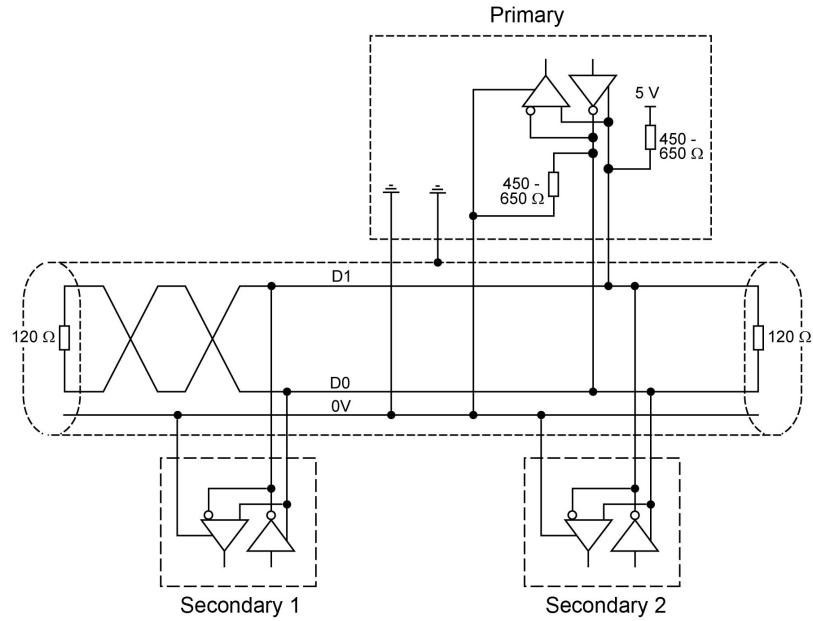 Primary
5 V
450 -
650 Ω
450 -
650 Ω
D1
120 Ω
120 Ω
D0
0V
Secondary 1
Secondary 2